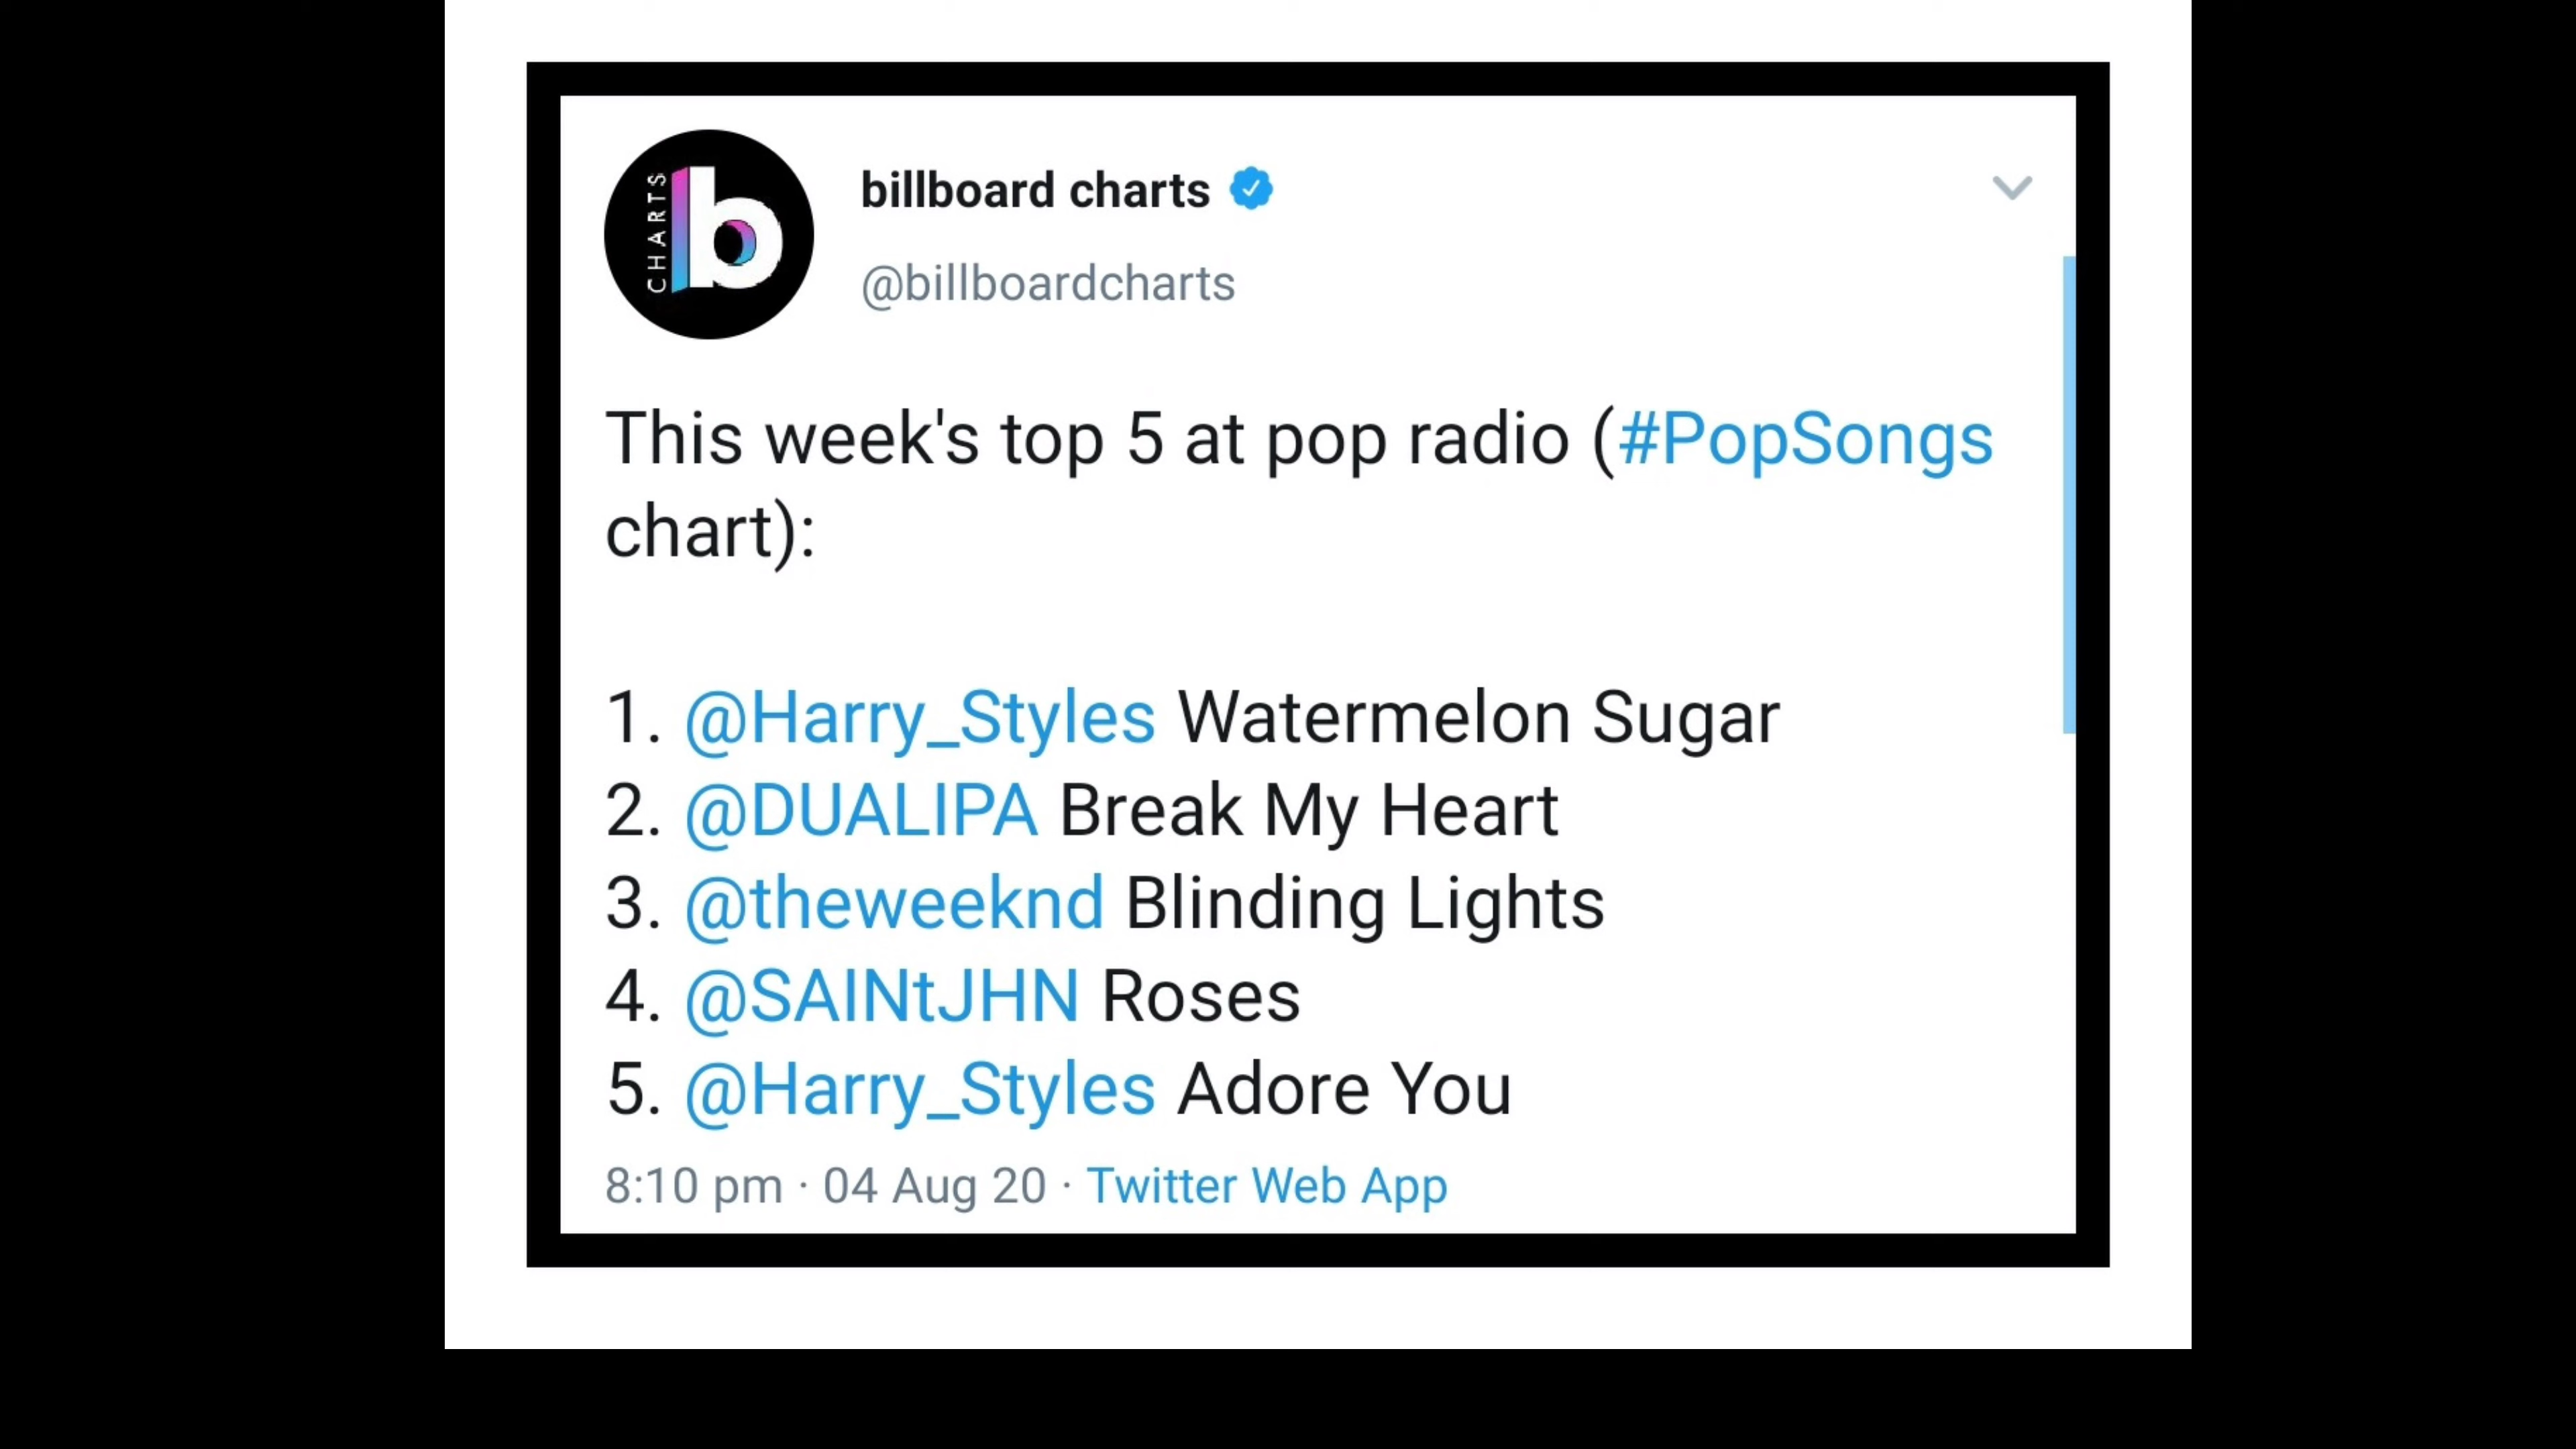 CHARTS
b
billboard charts
@billboardcharts
This week's top 5 at pop radio (#PopSongs
chart):
1. @Harry_Styles Watermelon Sugar
2. @DUALIPA Break My Heart
3. @theweeknd Blinding Lights
4. @SAINtJHN Roses
5. @Harry_Styles Adore You
8:10 pm · 04 Aug 20 · Twitter Web App